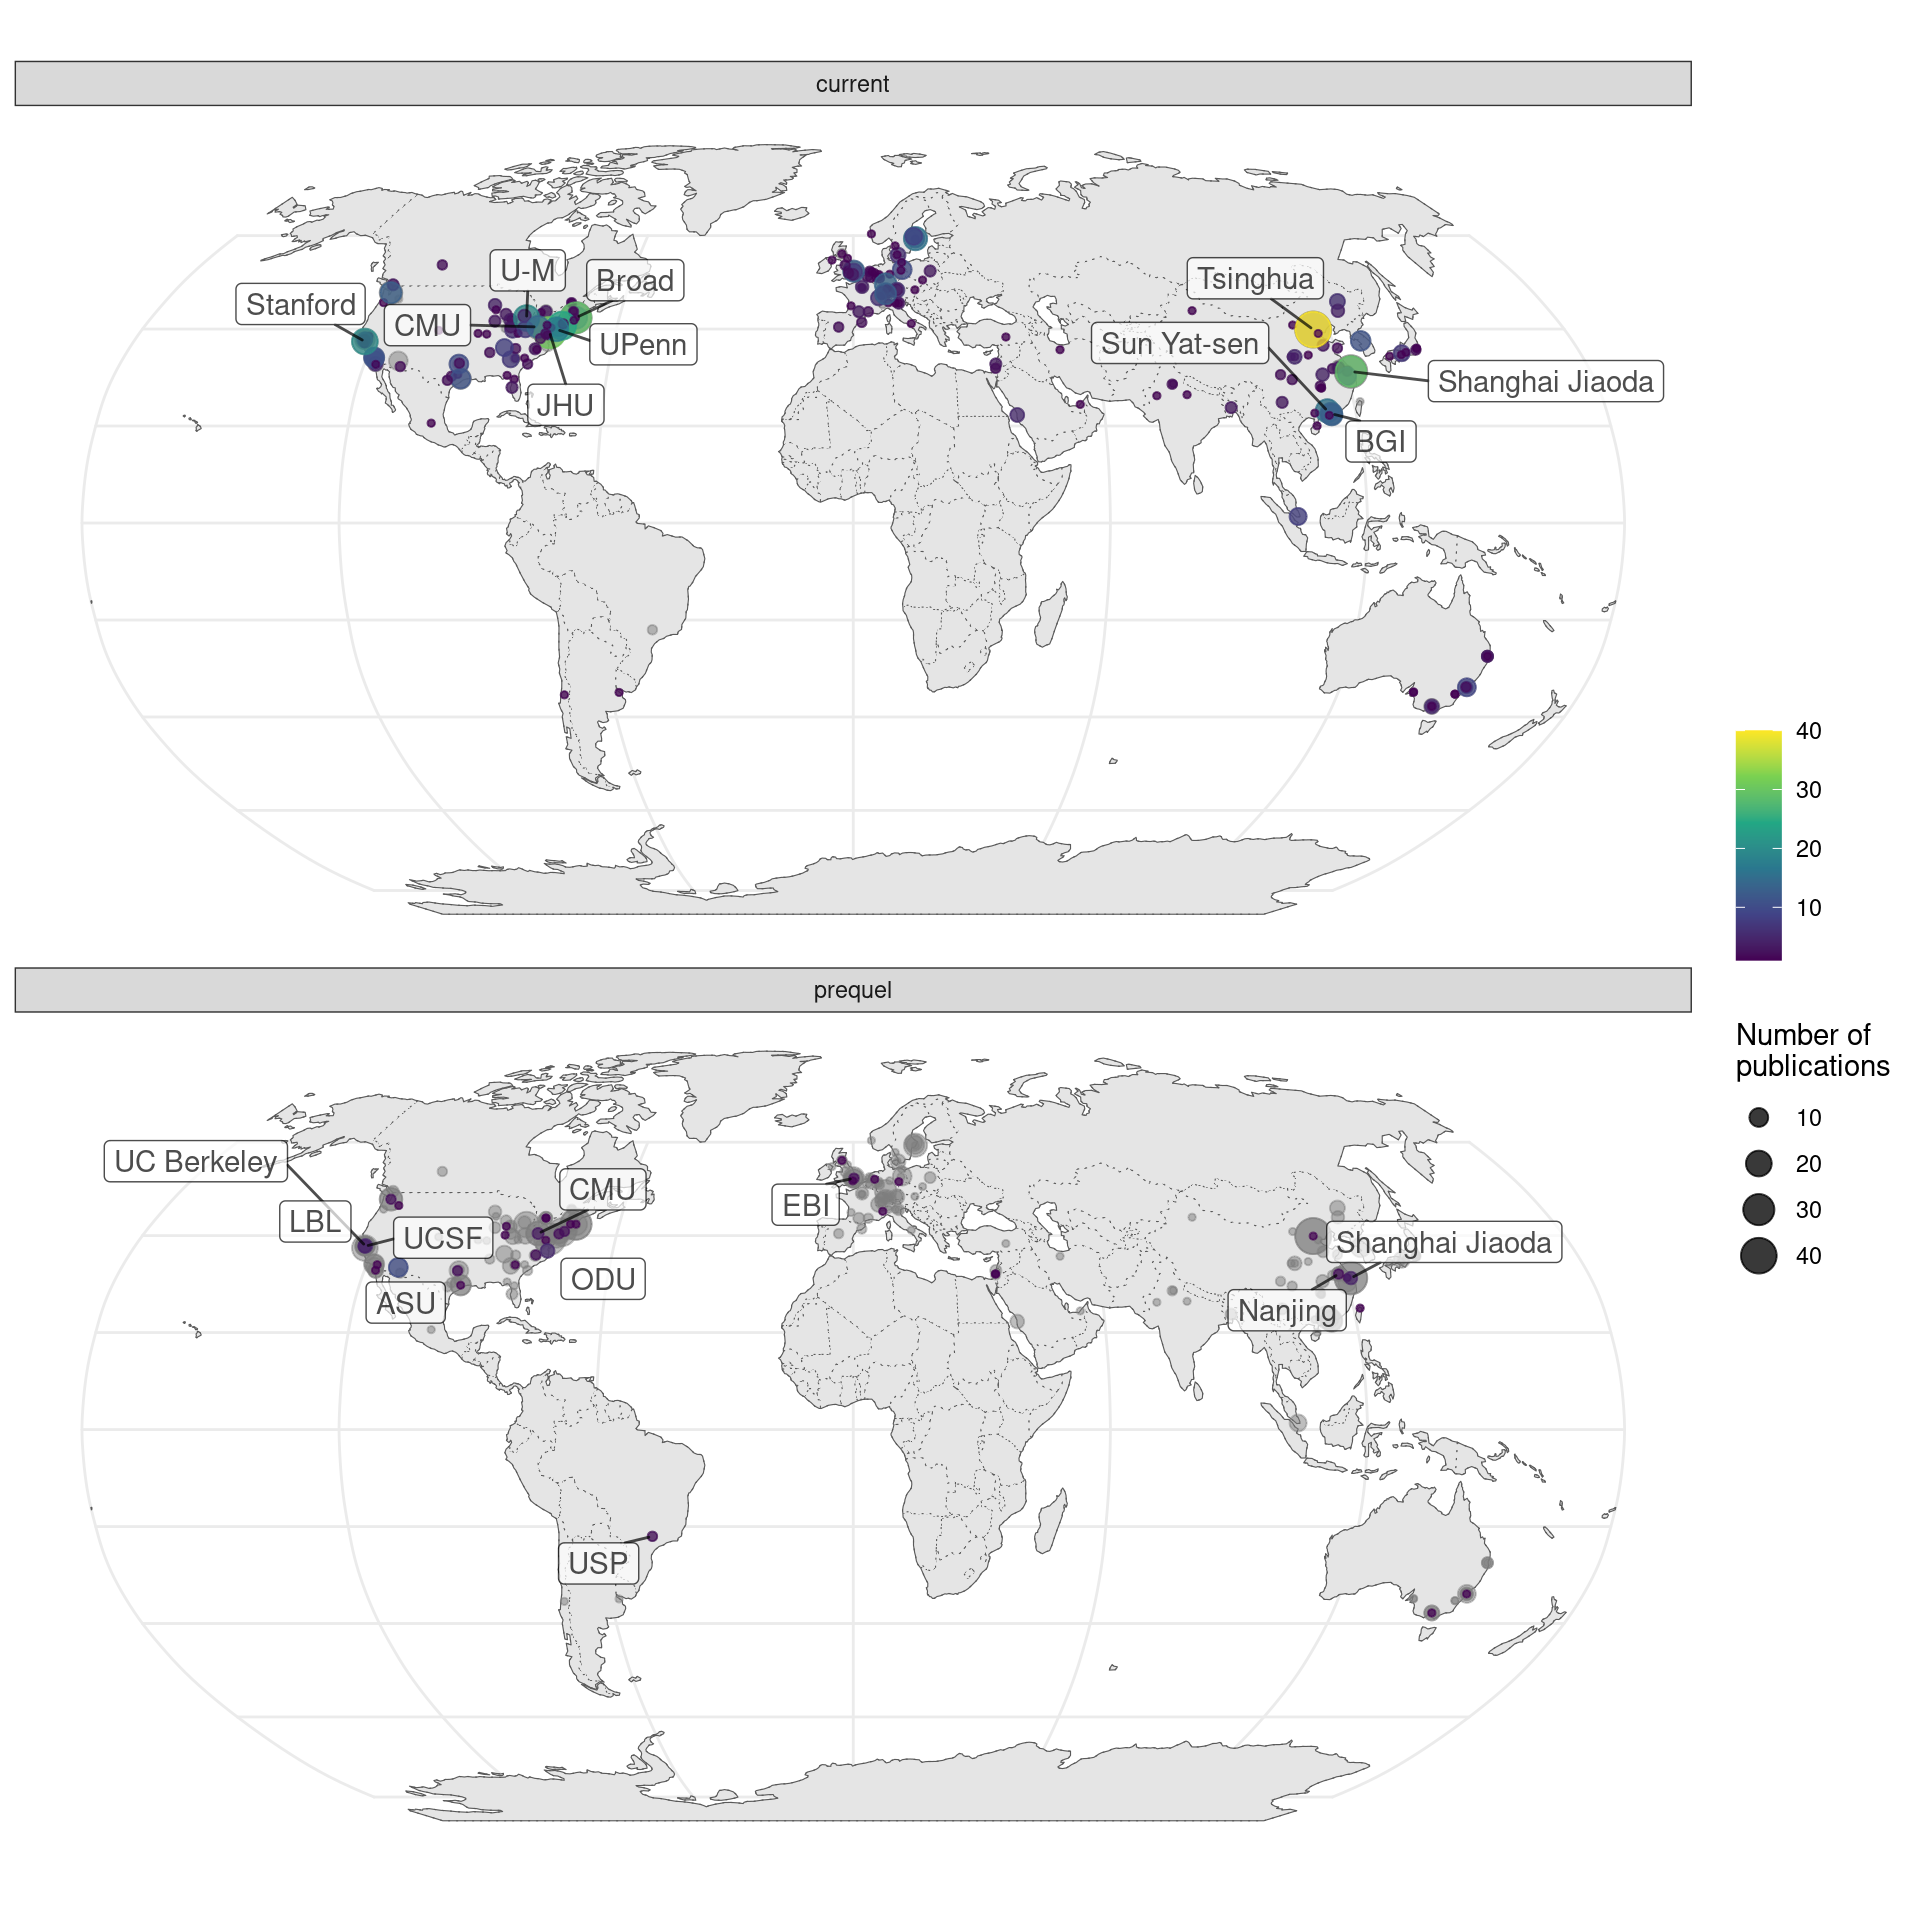 current
U-M
Broad
Tsinghua
Stanford
CMU
UPenn
Sun Yat-sen
Shanghai Jiaoda
JHU
BGI
40
30
20
10
prequel
Number of
publications
10
20
30
40
UC Berkeley
CMU
EBI
LBL
UCSF
Shanghai Jiaoda
ODU
ASU
Nanjing
USP